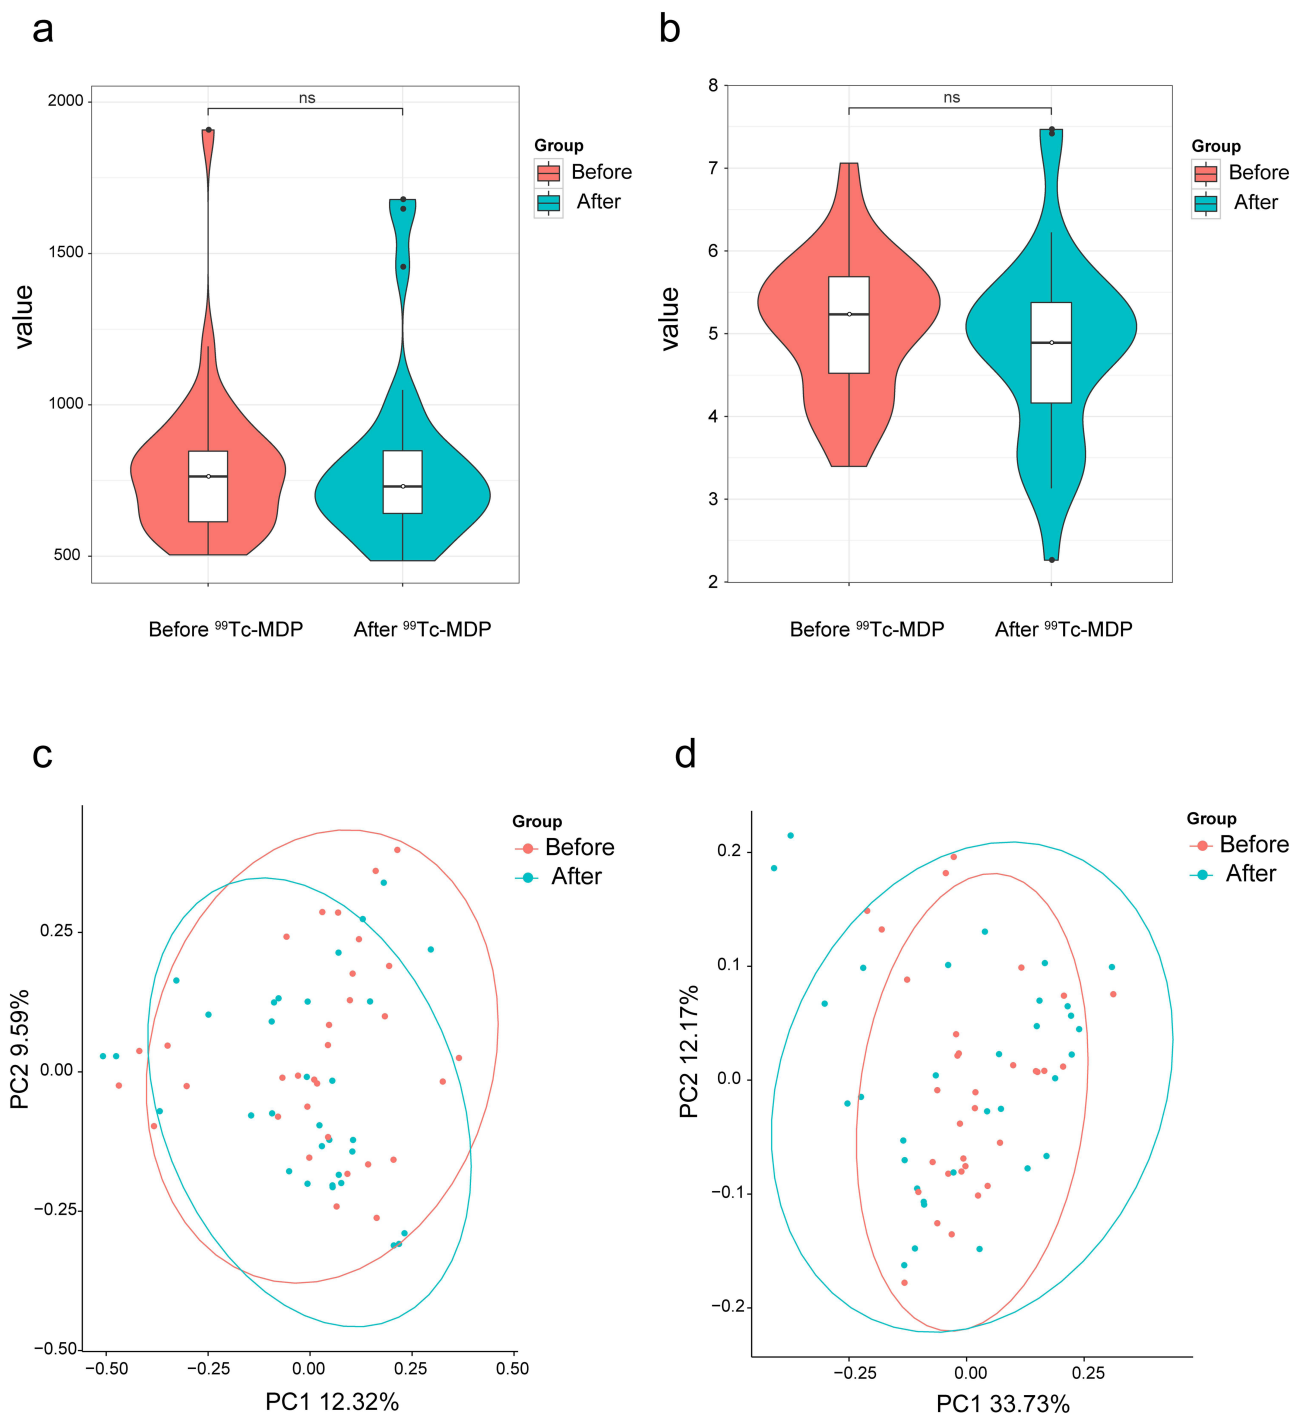 a
2000
1500
1000
500
value
ns
Group
Before
After
Before ⁹⁹Tc-MDP
After ⁹⁹Tc-MDP
b
8
7
6
5
4
3
2
value
ns
Group
Before
After
Before ⁹⁹Tc-MDP
After ⁹⁹Tc-MDP
c
0.25
0.00
−0.25
−0.50
PC2 9.59%
−0.50
−0.25
0.00
0.25
0.50
PC1 12.32%
Group
Before
After
d
0.2
0.1
0.0
−0.1
−0.2
PC2 12.17%
−0.25
0.00
0.25
PC1 33.73%
Group
Before
After